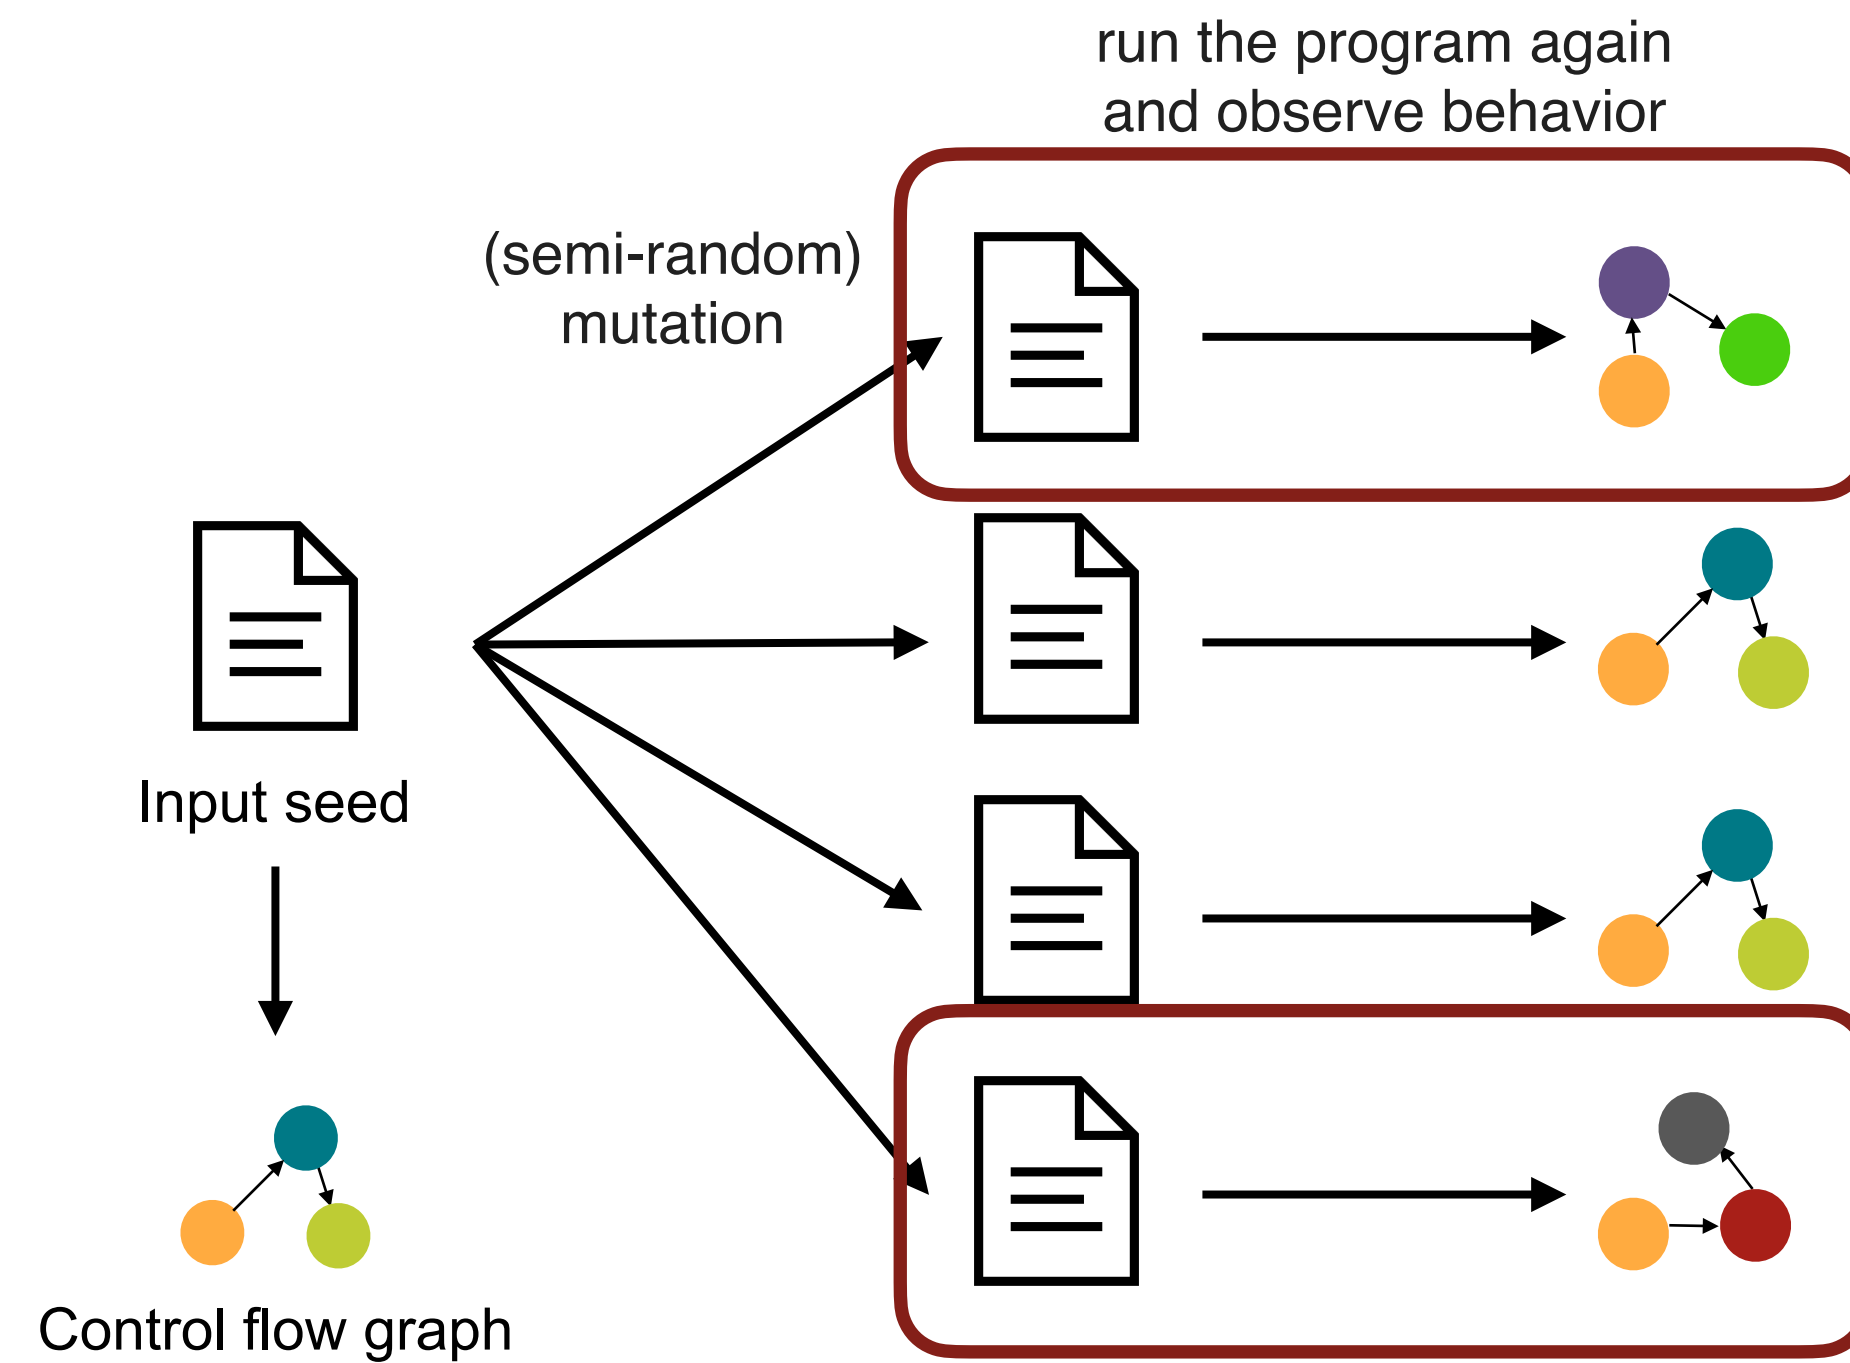 run the program again
and observe behavior
(semi-random)
mutation
Input seed
Control flow graph